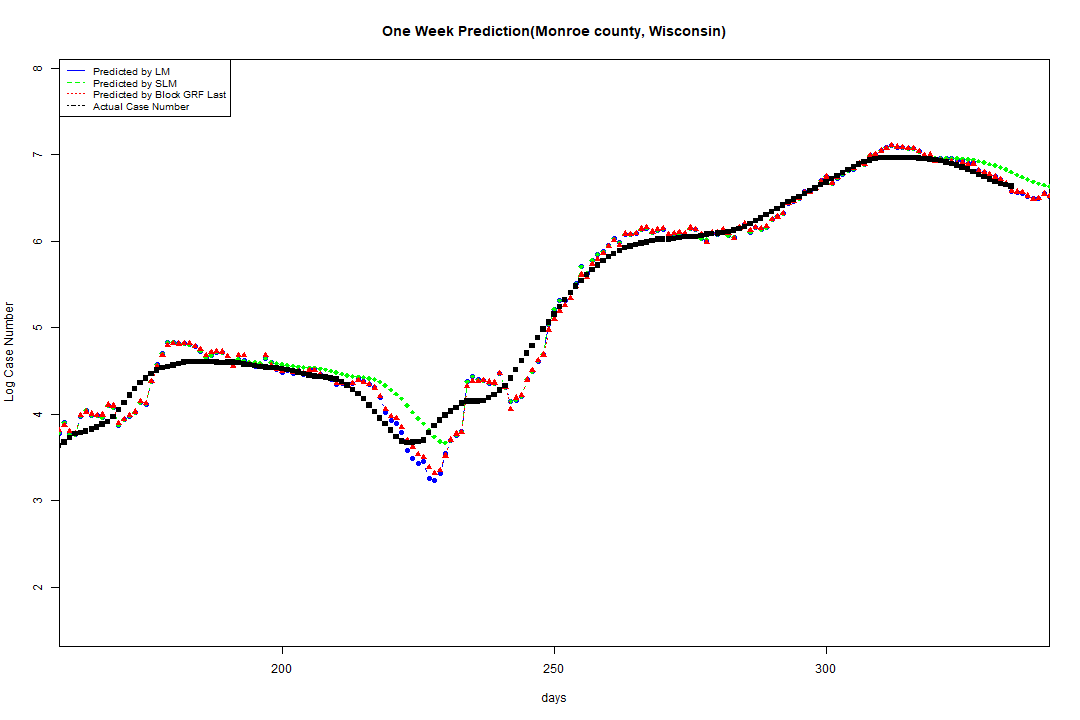 One Week Prediction(Monroe county, Wisconsin)
Predicted by LM
Predicted by SLM
Predicted by Block GRF Last
Actual Case Number
8
7
6
5
4
3
2
Log Case Number
200
250
300
days